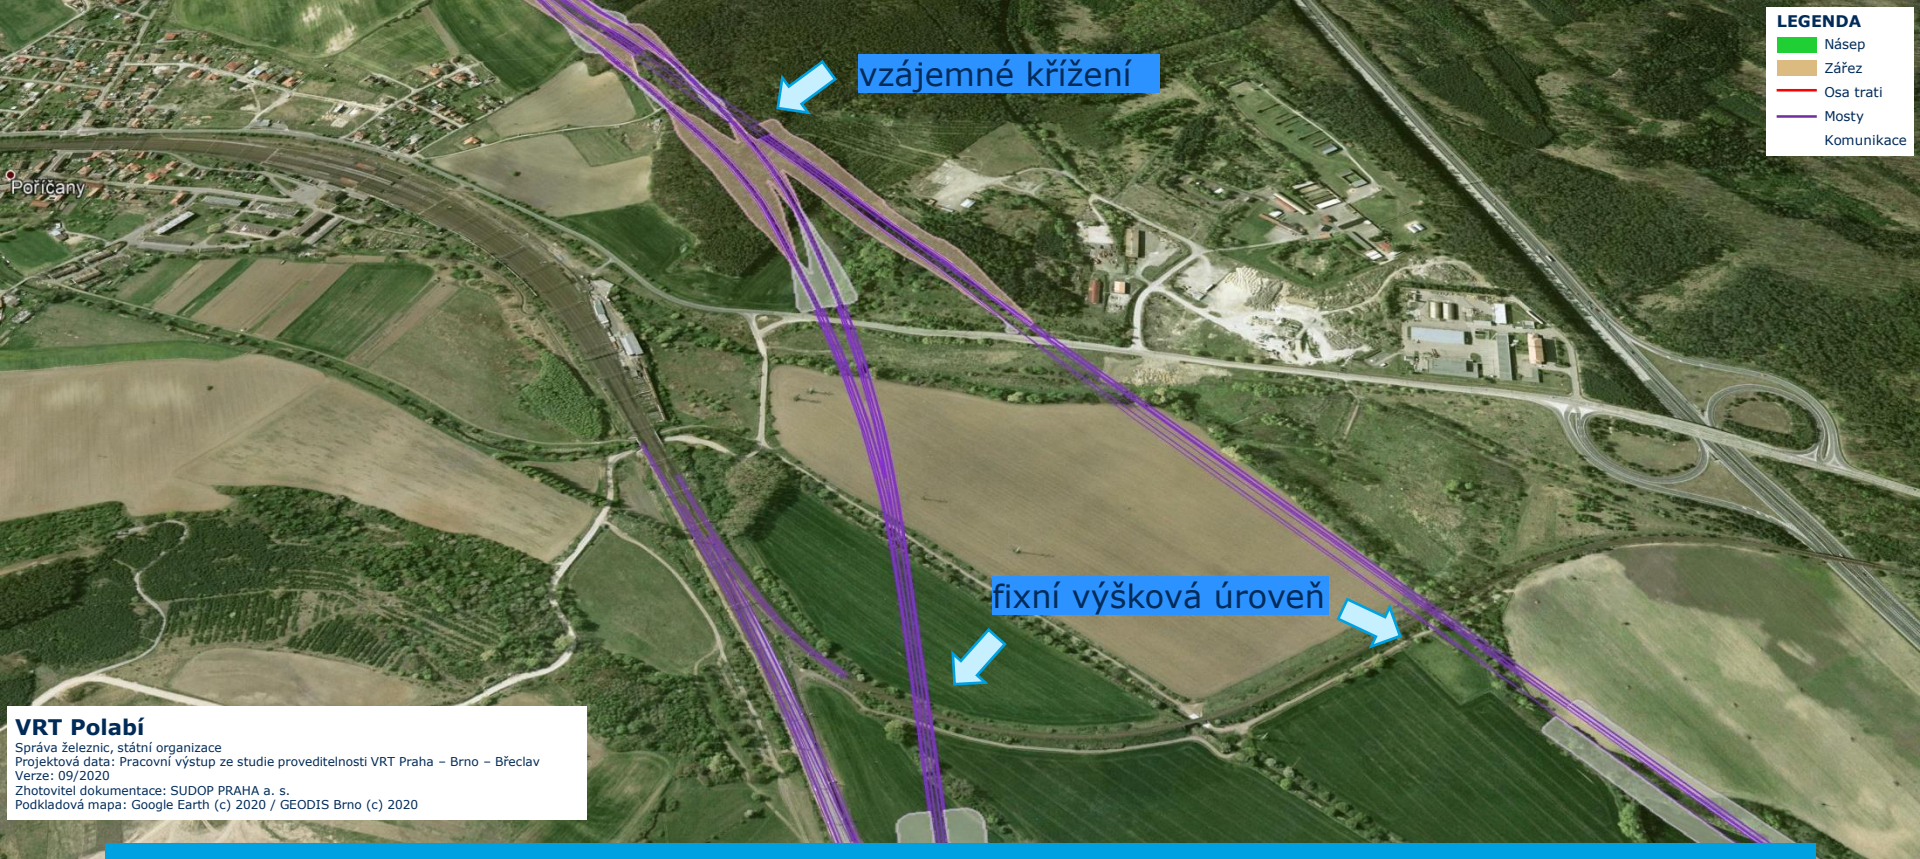 vzájemné křížení
LEGENDA
Násep
Zářez
Osa trati
Mosty
Komunikace
Poříčany
fixní výšková úroveň
VRT Polabí
Správa železnic, státní organizace
Projektová data: Pracovní výstup ze studie proveditelnosti VRT Praha – Brno – Břeclav
Verze: 09/2020
Zhotovitel dokumentace: SUDOP PRAHA a. s.
Podkladová mapa: Google Earth (c) 2020 / GEODIS Brno (c) 2020